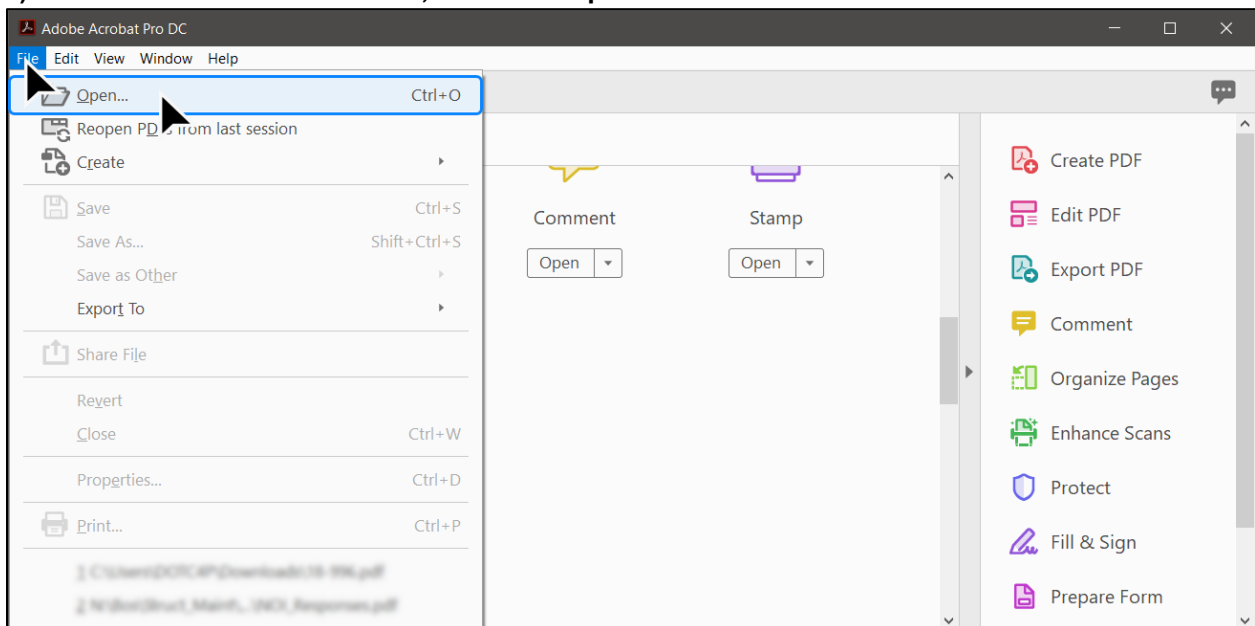 Adobe Acrobat Pro DC
File Edit View Window Help
Open... Ctrl+O
Reopen PD from last session
Create
Save Ctrl+S
Save As... Shift+Ctrl+S
Save as Other
Export To
Share File
Revert
Close Ctrl+W
Properties... Ctrl+D
Print... Ctrl+P
Comment Stamp
Open Open
Create PDF
Edit PDF
Export PDF
Comment
Organize Pages
Enhance Scans
Protect
Fill & Sign
Prepare Form